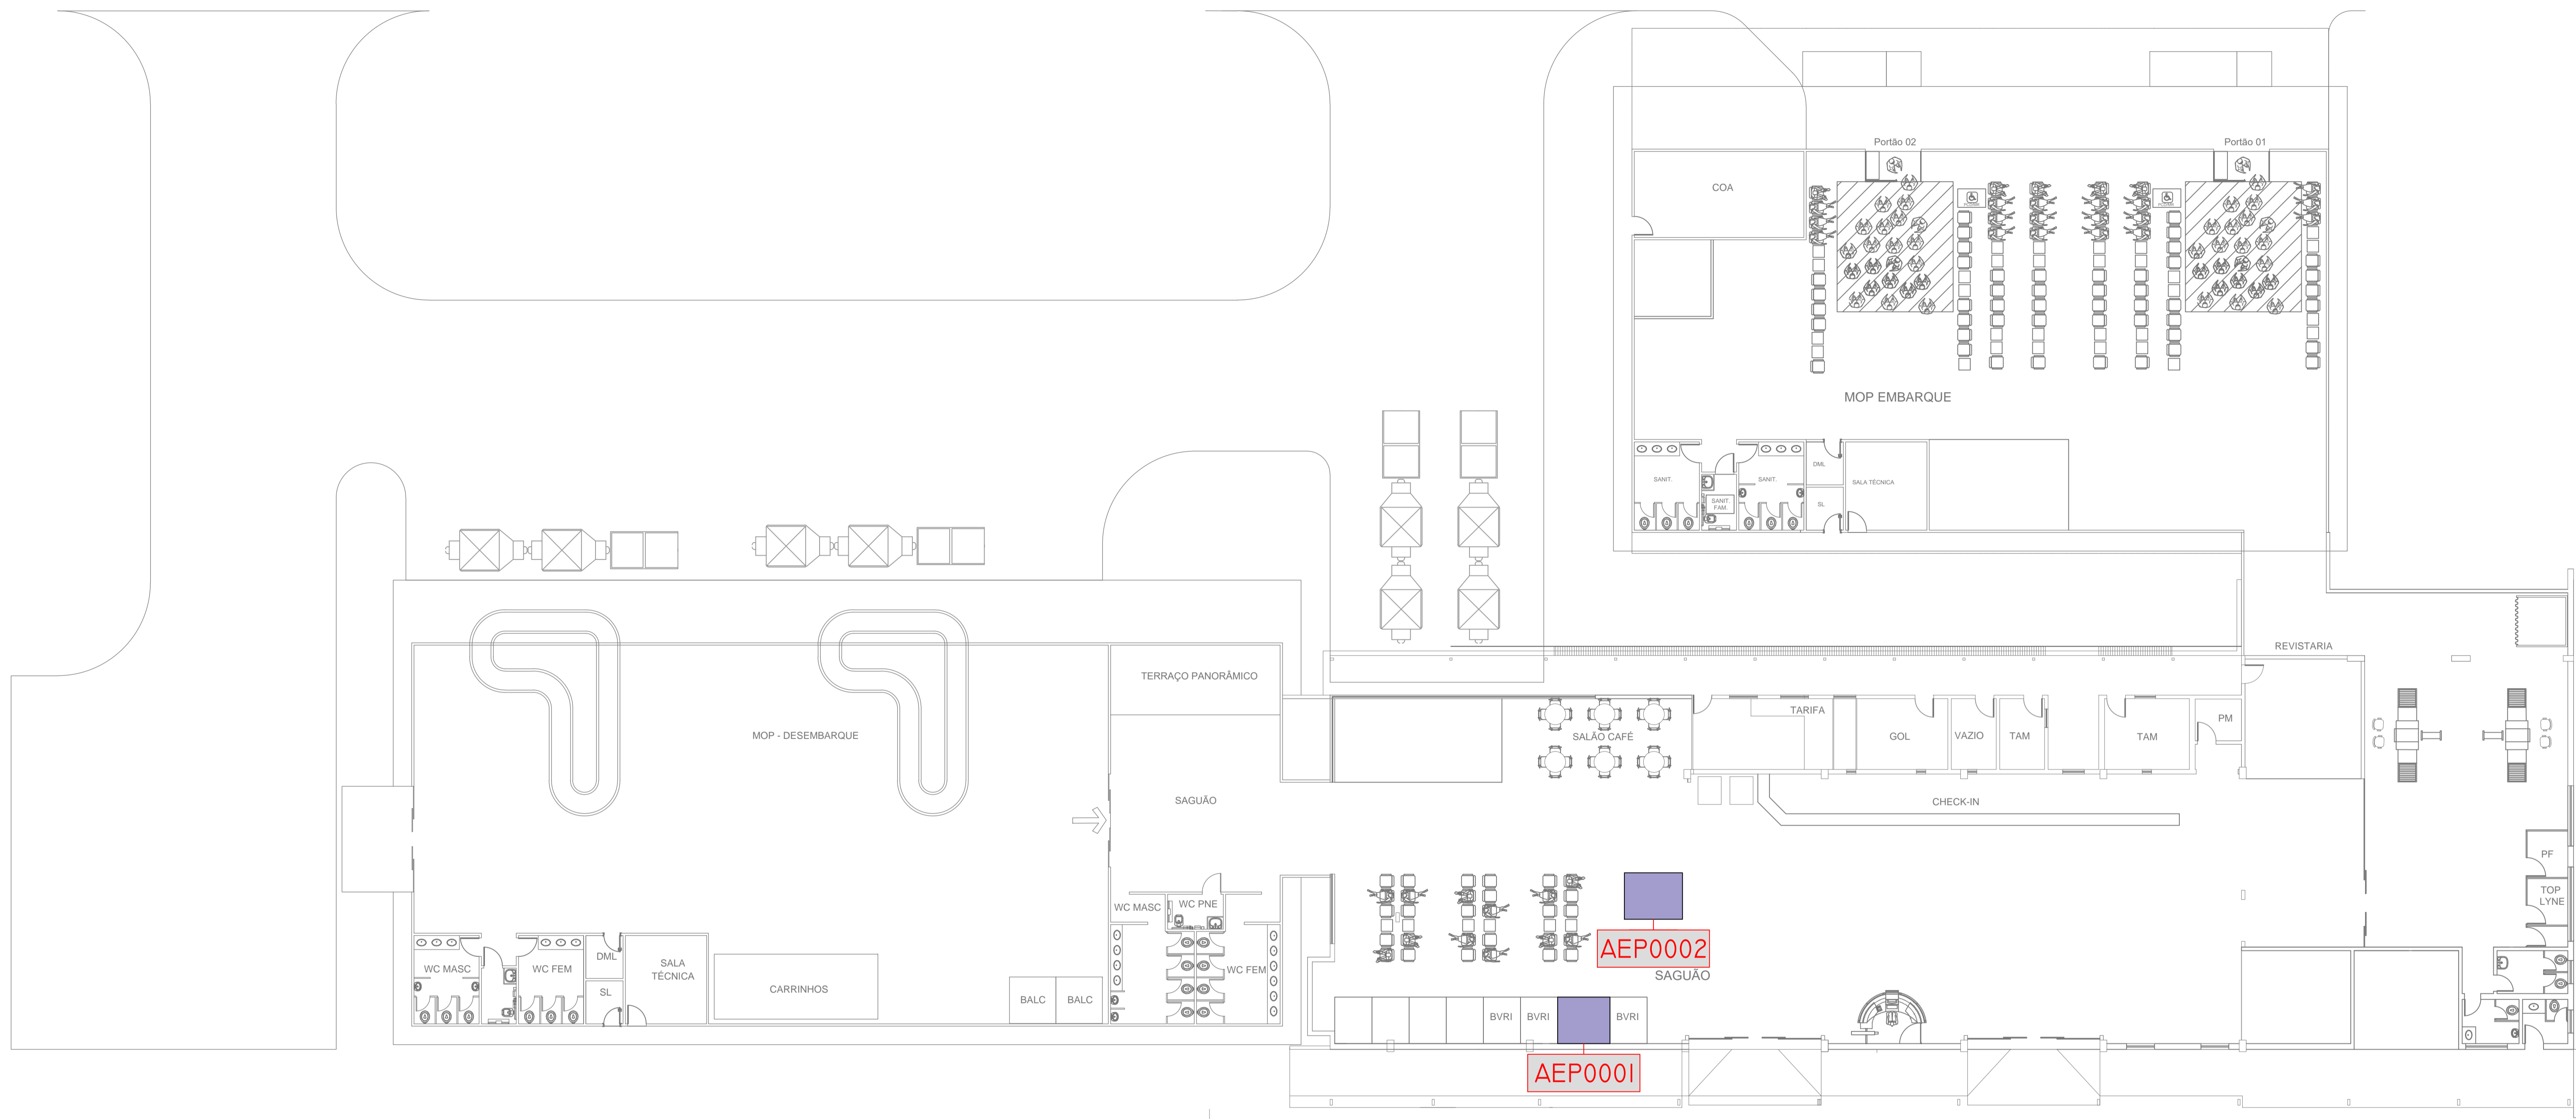 Portão 02
Portão 01
COA
MOP EMBARQUE
SANIT.
SANIT.
FAM.
SANIT.
DML
SL
SALA TÉCNICA
REVISTARIA
TERRAÇO PANORÂMICO
MOP - DESEMBARQUE
SALÃO CAFÉ
TARIFA
GOL
VAZIO
TAM
TAM
PM
SAGUÃO
CHECK-IN
PF
TOP
LYNE
WC MASC
WC PNE
WC FEM
AEP0002
SAGUÃO
WC MASC
WC FEM
DML
SL
SALA
TÉCNICA
CARRINHOS
BALC
BALC
BVRI
BVRI
BVRI
AEP0001